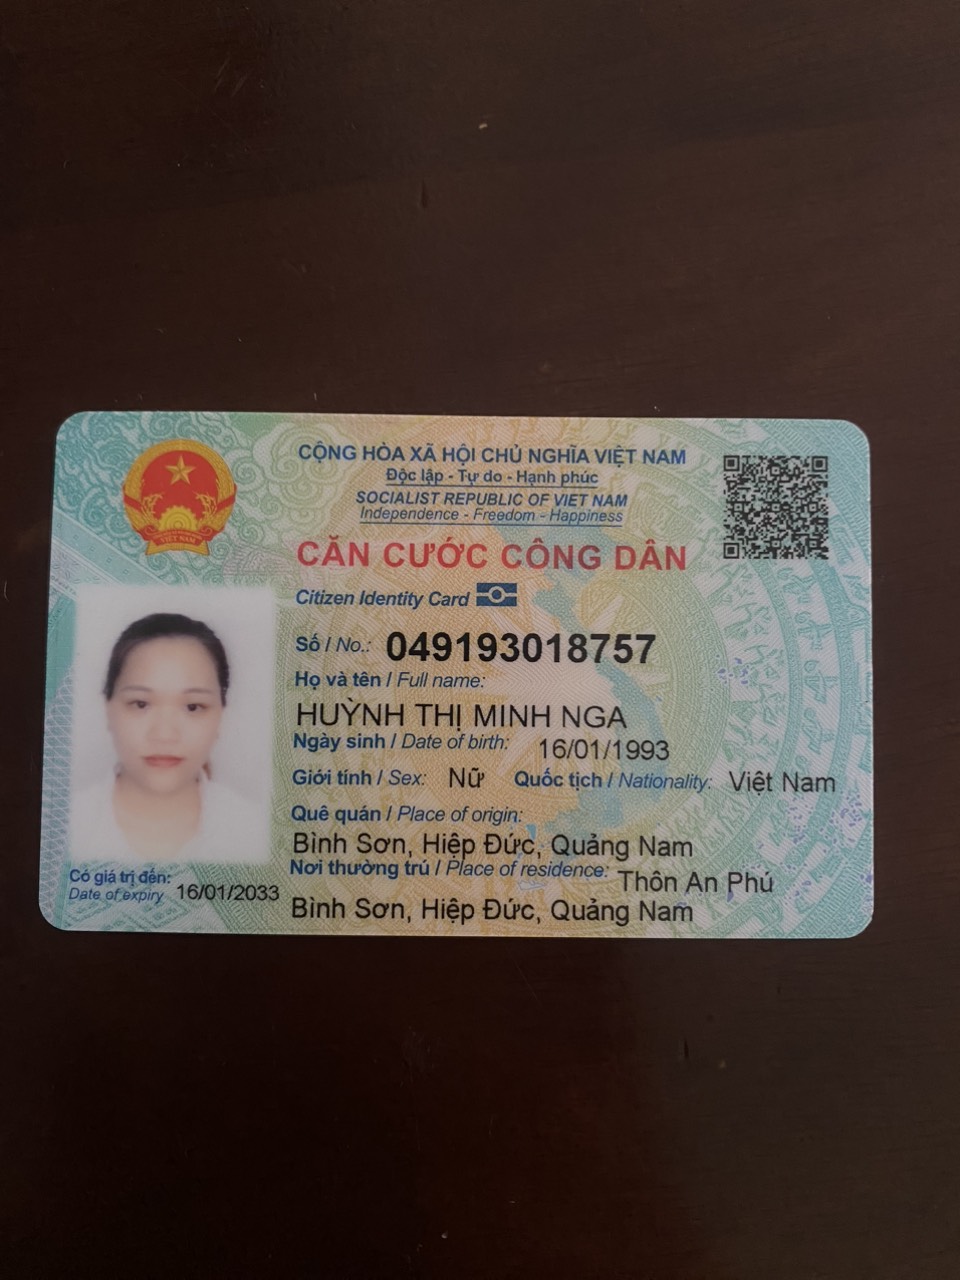 CỘNG HÒA XÃ HỘI CHỦ NGHĨA VIỆT NAM
Độc lập - Tự do - Hạnh phúc
SOCIALIST REPUBLIC OF VIET NAM
Independence - Freedom - Happiness
VIỆT NAM
CĂN CƯỚC CÔNG DÂN
Citizen Identity Card
Số / No.: 049193018757
Họ và tên / Full name:
HUỲNH THỊ MINH NGA
Ngày sinh / Date of birth: 16/01/1993
Giới tính / Sex: Nữ Quốc tịch / Nationality: Việt Nam
Quê quán / Place of origin:
Bình Sơn, Hiệp Đức, Quảng Nam
Nơi thường trú / Place of residence: Thôn An Phú
Bình Sơn, Hiệp Đức, Quảng Nam
Có giá trị đến:
Date of expiry 16/01/2033